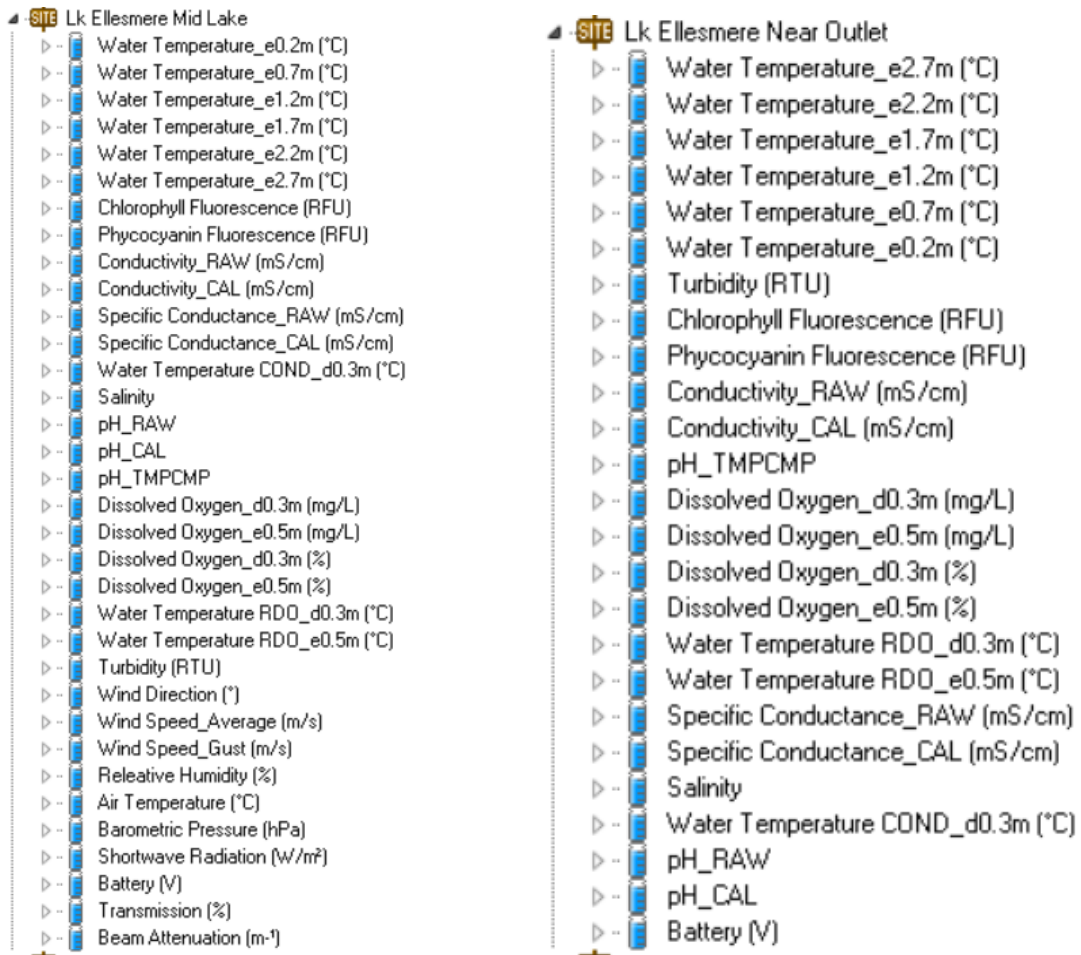 SITE Lk Ellesmere Mid Lake
Water Temperature_e0.2m (°C)
Water Temperature_e0.7m (°C)
Water Temperature_e1.2m (°C)
Water Temperature_e1.7m (°C)
Water Temperature_e2.2m (°C)
Water Temperature_e2.7m (°C)
Chlorophyll Fluorescence (RFU)
Phycocyanin Fluorescence (RFU)
Conductivity_RAW (mS/cm)
Conductivity_CAL (mS/cm)
Specific Conductance_RAW (mS/cm)
Specific Conductance_CAL (mS/cm)
Water Temperature COND_d0.3m (°C)
Salinity
pH_RAW
pH_CAL
pH_TMPCMP
Dissolved Oxygen_d0.3m (mg/L)
Dissolved Oxygen_e0.5m (mg/L)
Dissolved Oxygen_d0.3m (%)
Dissolved Oxygen_e0.5m (%)
Water Temperature RDO_d0.3m (°C)
Water Temperature RDO_e0.5m (°C)
Turbidity (RTU)
Wind Direction (°)
Wind Speed_Average (m/s)
Wind Speed_Gust (m/s)
Releative Humidity (%)
Air Temperature (°C)
Barometric Pressure (hPa)
Shortwave Radiation (W/m²)
Battery (V)
Transmission (%)
Beam Attenuation (m-¹)
SITE Lk Ellesmere Near Outlet
Water Temperature_e2.7m (°C)
Water Temperature_e2.2m (°C)
Water Temperature_e1.7m (°C)
Water Temperature_e1.2m (°C)
Water Temperature_e0.7m (°C)
Water Temperature_e0.2m (°C)
Turbidity (RTU)
Chlorophyll Fluorescence (RFU)
Phycocyanin Fluorescence (RFU)
Conductivity_RAW (mS/cm)
Conductivity_CAL (mS/cm)
pH_TMPCMP
Dissolved Oxygen_d0.3m (mg/L)
Dissolved Oxygen_e0.5m (mg/L)
Dissolved Oxygen_d0.3m (%)
Dissolved Oxygen_e0.5m (%)
Water Temperature RDO_d0.3m (°C)
Water Temperature RDO_e0.5m (°C)
Specific Conductance_RAW (mS/cm)
Specific Conductance_CAL (mS/cm)
Salinity
Water Temperature COND_d0.3m (°C)
pH_RAW
pH_CAL
Battery (V)